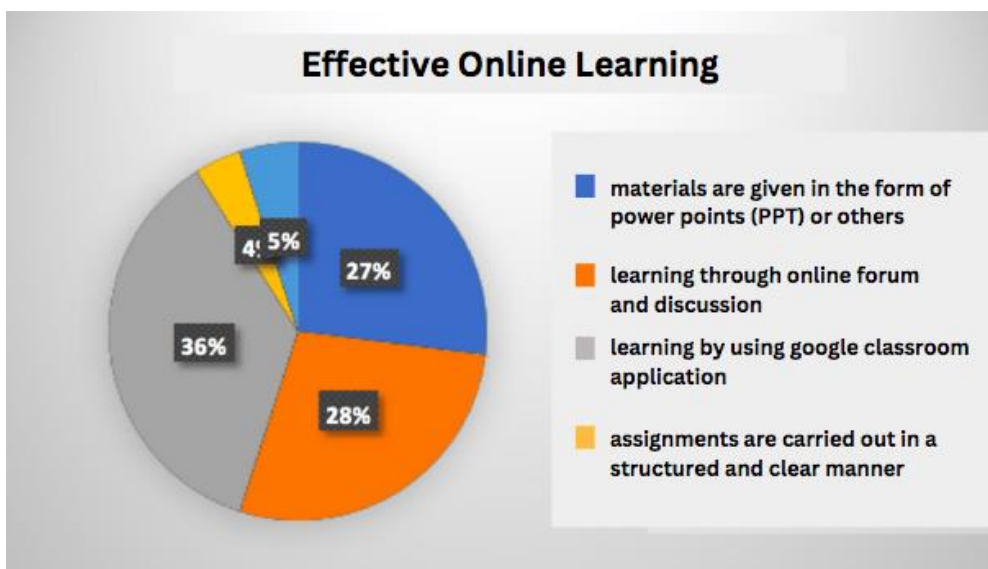 Effective Online Learning
4%
5%
27%
36%
28%
materials are given in the form of
power points (PPT) or others
learning through online forum
and discussion
learning by using google classroom
application
assignments are carried out in a
structured and clear manner